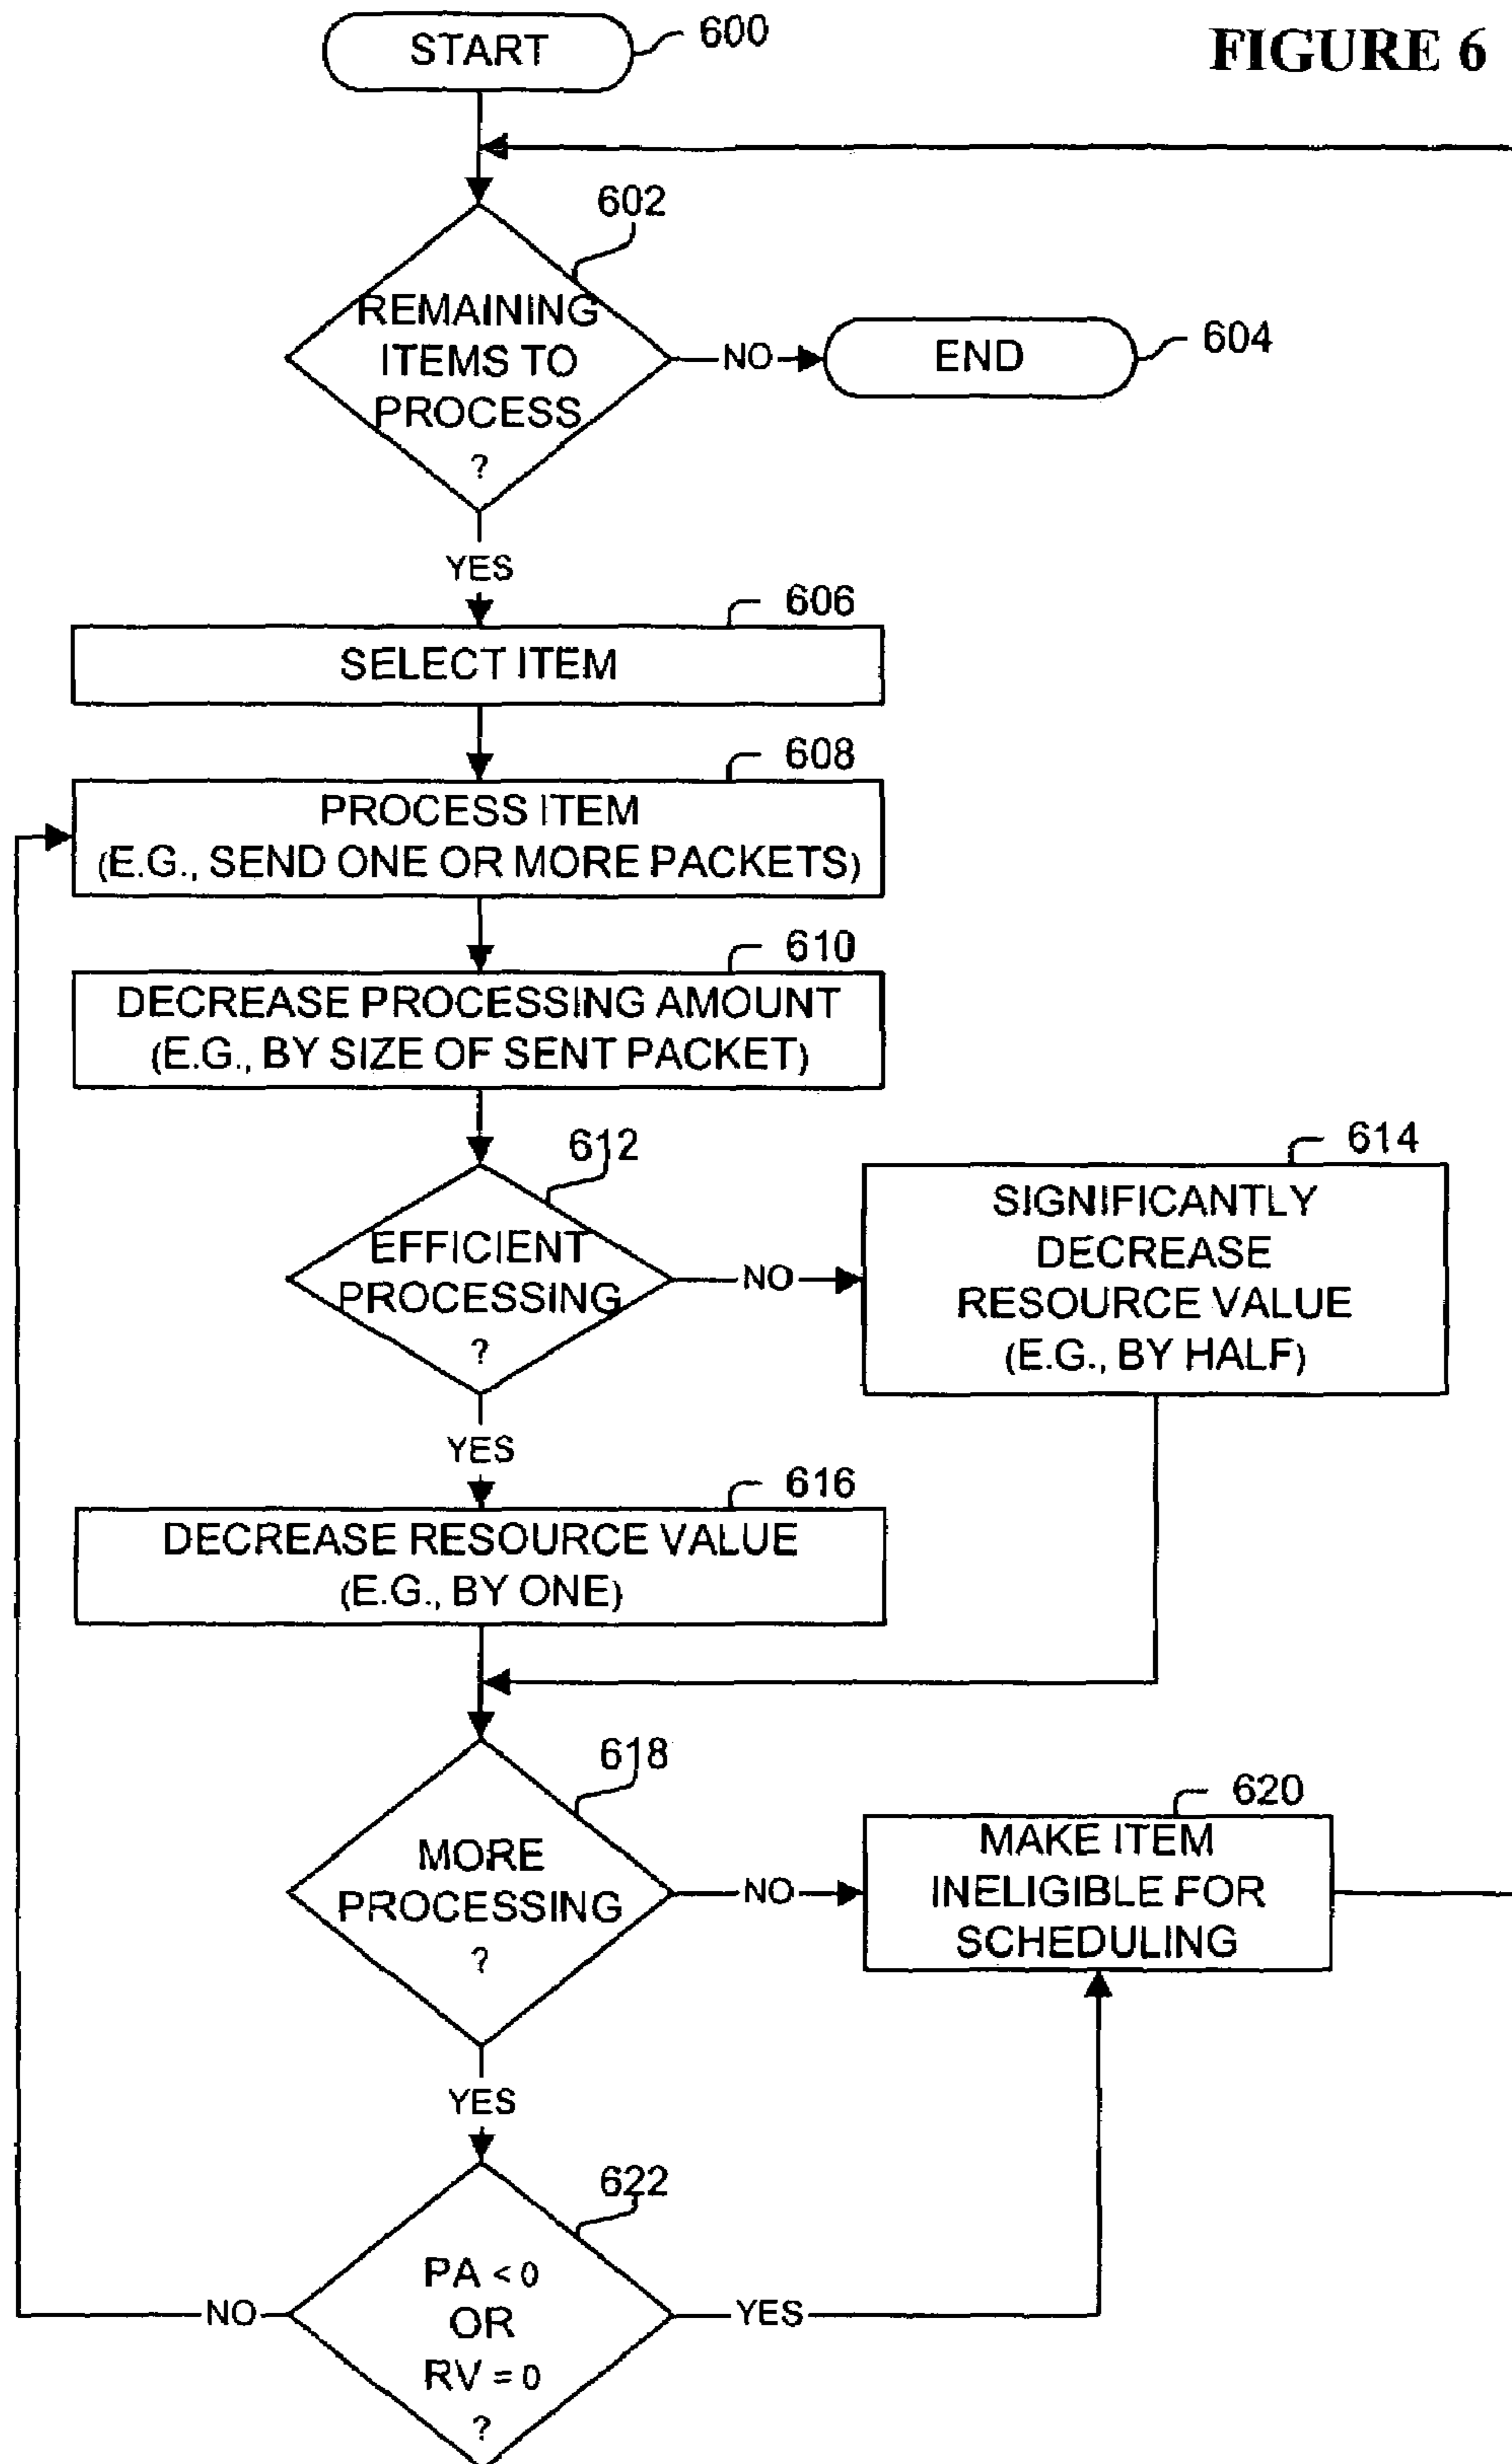 START
600
FIGURE 6
602
REMAINING
ITEMS TO
PROCESS
?
NO
END
604
YES
606
SELECT ITEM
608
PROCESS ITEM
(E.G., SEND ONE OR MORE PACKETS)
610
DECREASE PROCESSING AMOUNT
(E.G., BY SIZE OF SENT PACKET)
612
EFFICIENT
PROCESSING
?
NO
614
SIGNIFICANTLY
DECREASE
RESOURCE VALUE
(E.G., BY HALF)
YES
616
DECREASE RESOURCE VALUE
(E.G., BY ONE)
618
MORE
PROCESSING
?
NO
620
MAKE ITEM
INELIGIBLE FOR
SCHEDULING
YES
622
PA < 0
OR
RV = 0
?
NO
YES